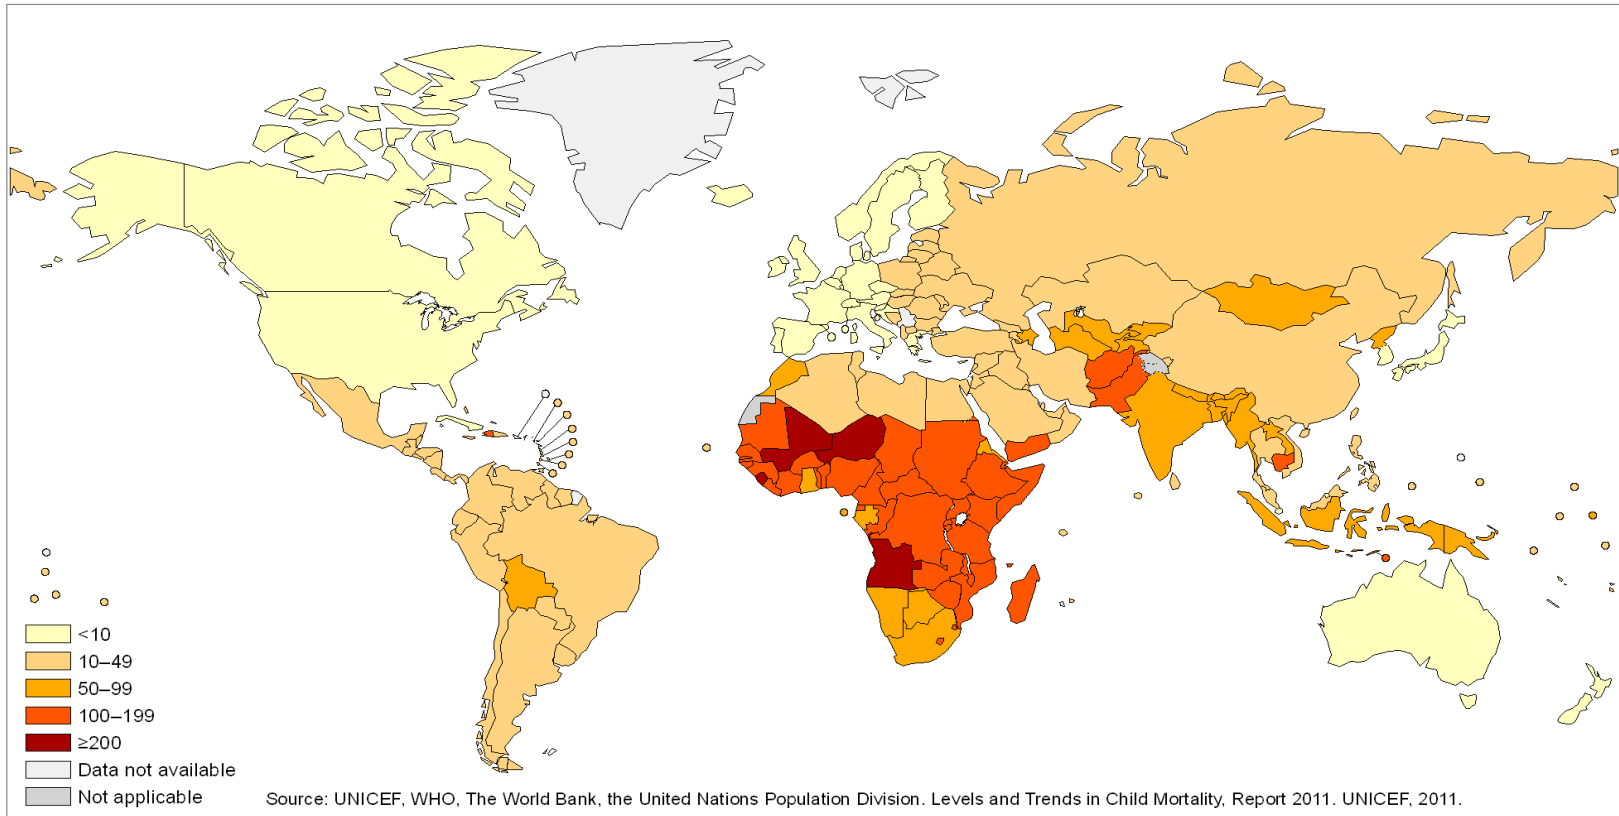 <10
10–49
50–99
100–199
≥200
Data not available
Not applicable
Source: UNICEF, WHO, The World Bank, the United Nations Population Division. Levels and Trends in Child Mortality, Report 2011. UNICEF, 2011.